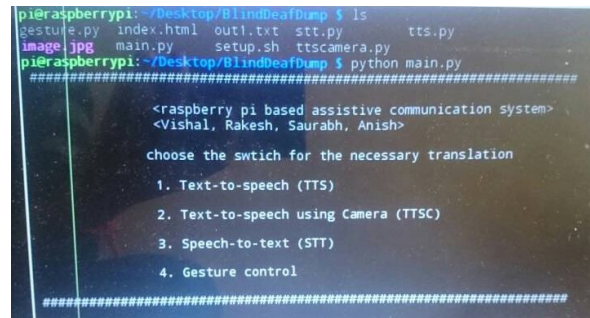 pi@raspberrypi:~/Desktop/BlindDeafDump $ ls
gesture.py index.html out1.txt stt.py tts.py
image.jpg main.py setup.sh ttscamera.py
pi@raspberrypi:~/Desktop/BlindDeafDump $ python main.py
################################################################
<raspberry pi based assistive communication system>
<Vishal, Rakesh, Saurabh, Anish>
choose the swtich for the necessary translation
1. Text-to-speech (TTS)
2. Text-to-speech using Camera (TTSC)
3. Speech-to-text (STT)
4. Gesture control
################################################################